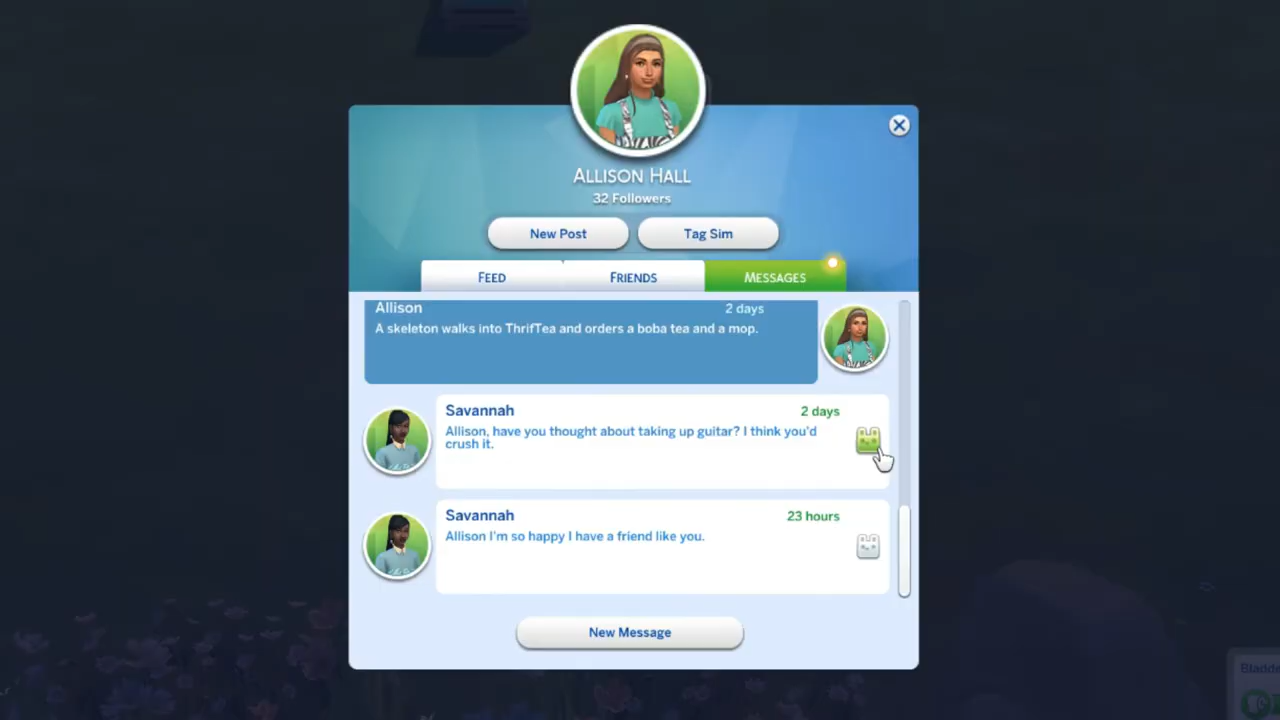 ALLISON HALL
32 Followers
New Post
Tag Sim
FEED
FRIENDS
MESSAGES
Allison
2 days
A skeleton walks into ThrifTea and orders a boba tea and a mop.
Savannah
2 days
Allison, have you thought about taking up guitar? I think you'd
crush it.
Savannah
23 hours
Allison I'm so happy I have a friend like you.
New Message